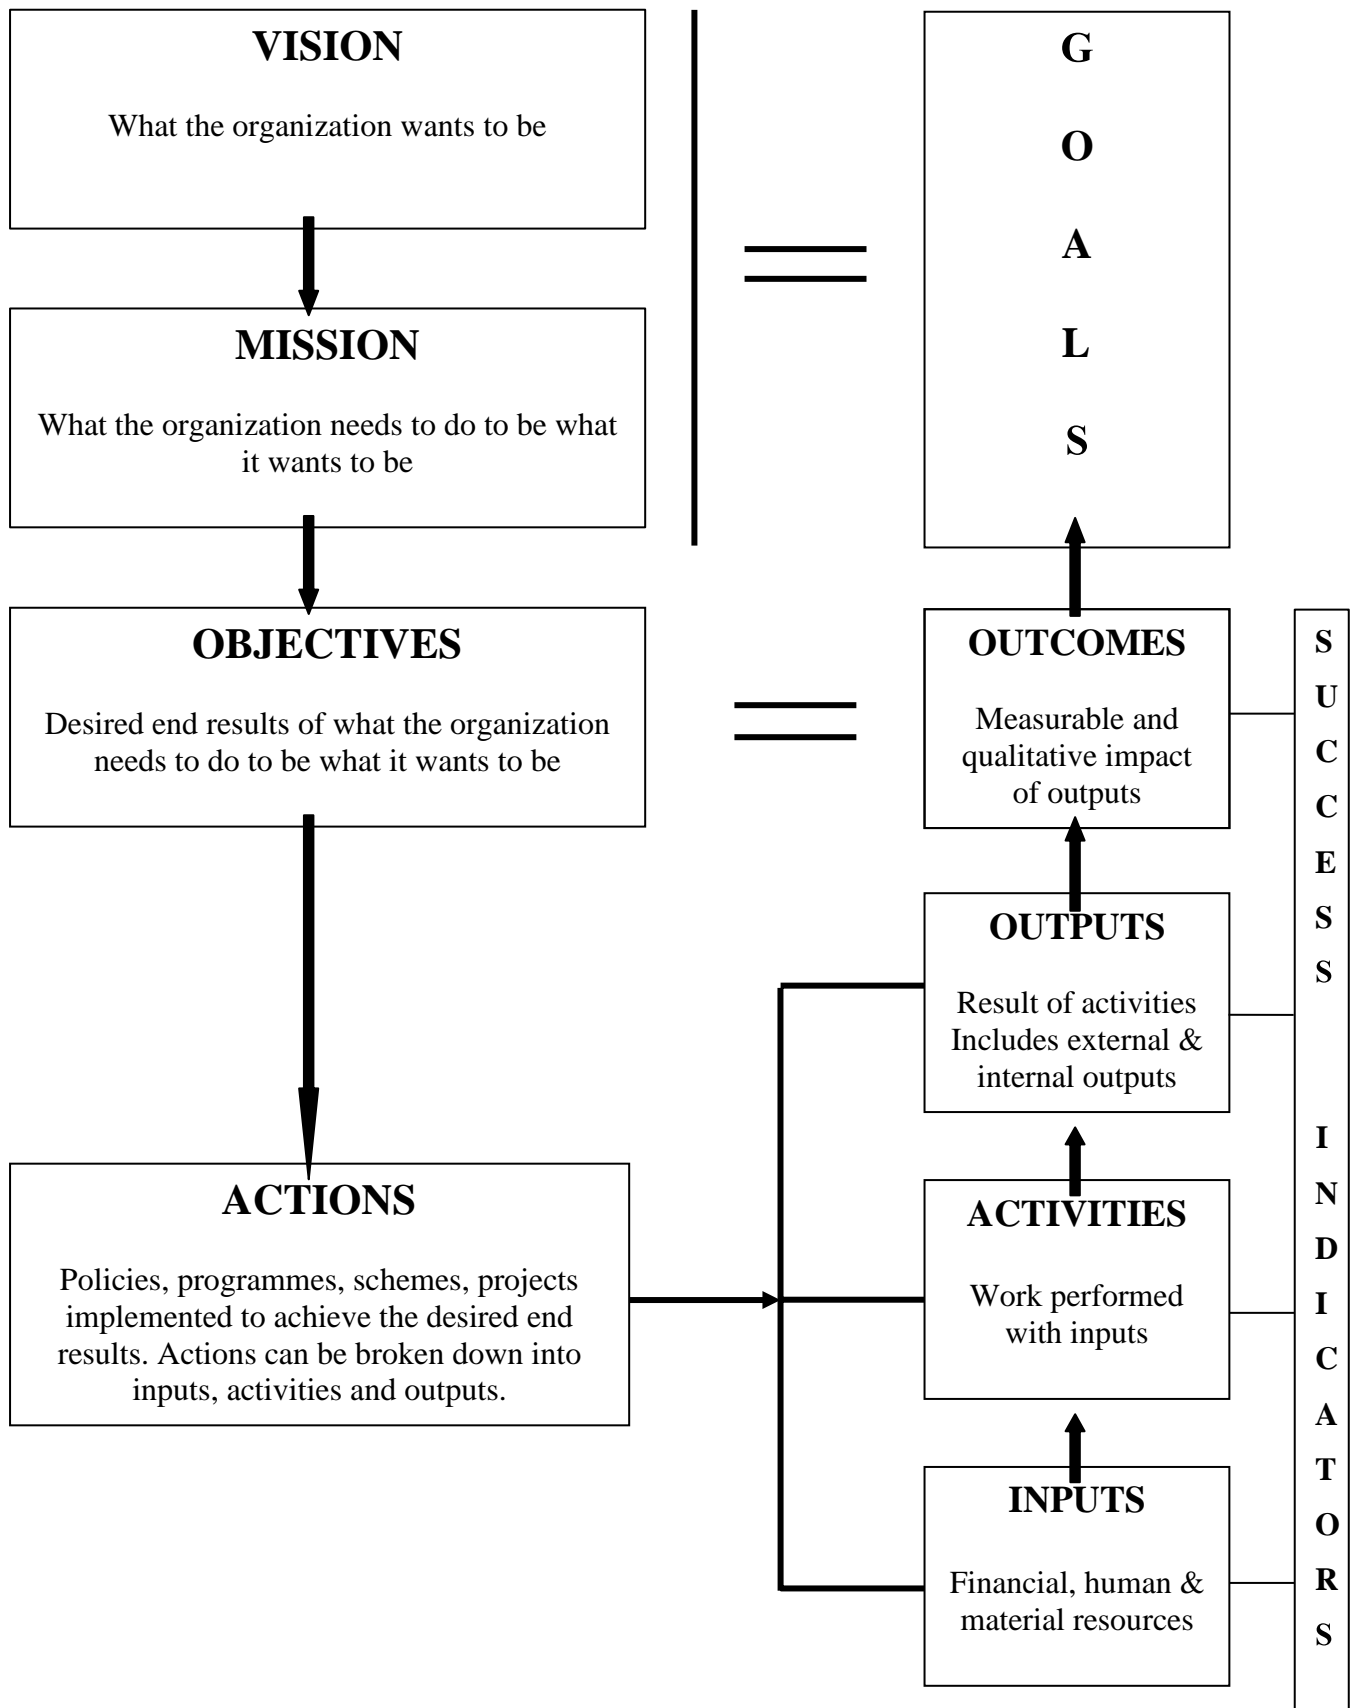 VISION
What the organization wants to be
MISSION
What the organization needs to do to be what
it wants to be
OBJECTIVES
Desired end results of what the organization
needs to do to be what it wants to be
ACTIONS
Policies, programmes, schemes, projects
implemented to achieve the desired end
results. Actions can be broken down into
inputs, activities and outputs.
G
O
A
L
S
OUTCOMES
Measurable and
qualitative impact
of outputs
OUTPUTS
Result of activities
Includes external &
internal outputs
ACTIVITIES
Work performed
with inputs
INPUTS
Financial, human &
material resources
S
U
C
C
E
S
S
I
N
D
I
C
A
T
O
R
S